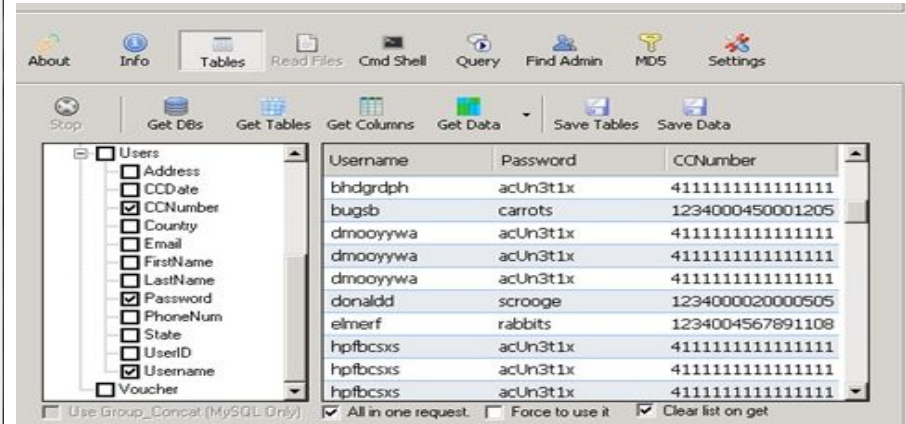 About Info Tables Read Files Cmd Shell Query Find Admin MD5 Settings
Stop Get DBs Get Tables Get Columns Get Data Save Tables Save Data
Users
Address
CCDate
CCNumber
Country
Email
FirstName
LastName
Password
PhoneNum
State
UserID
Username
Voucher
Username Password CCNumber
bhdgrdph acUn3t1x 4111111111111111
bugsb carrots 1234000450001205
dmooyywa acUn3t1x 4111111111111111
dmooyywa acUn3t1x 4111111111111111
dmooyywa acUn3t1x 4111111111111111
donaldd scrooge 1234000020000505
elmerf rabbits 1234004567891108
hpfbcsxs acUn3t1x 4111111111111111
hpfbcsxs acUn3t1x 4111111111111111
hpfbcsxs acUn3t1x 4111111111111111
Use Group_Concat (MySQL Only) All in one request. Force to use it Clear list on get